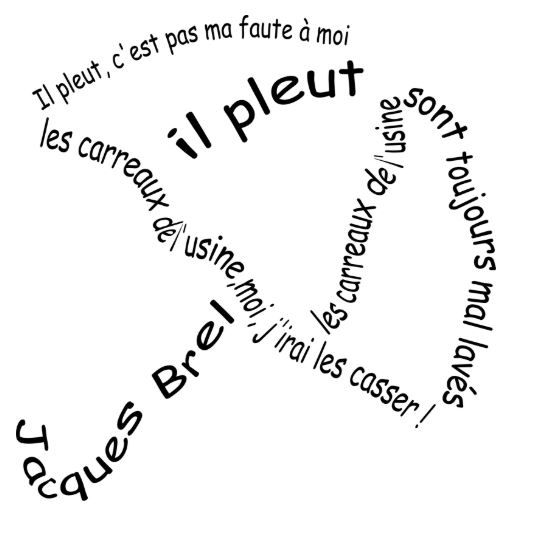 Il pleut, c'est pas ma faute à moi
il pleut
les carreaux de l'usine
sont toujours mal lavés
les carreaux de l'usine, moi, j'irai les casser !
Jacques Brel